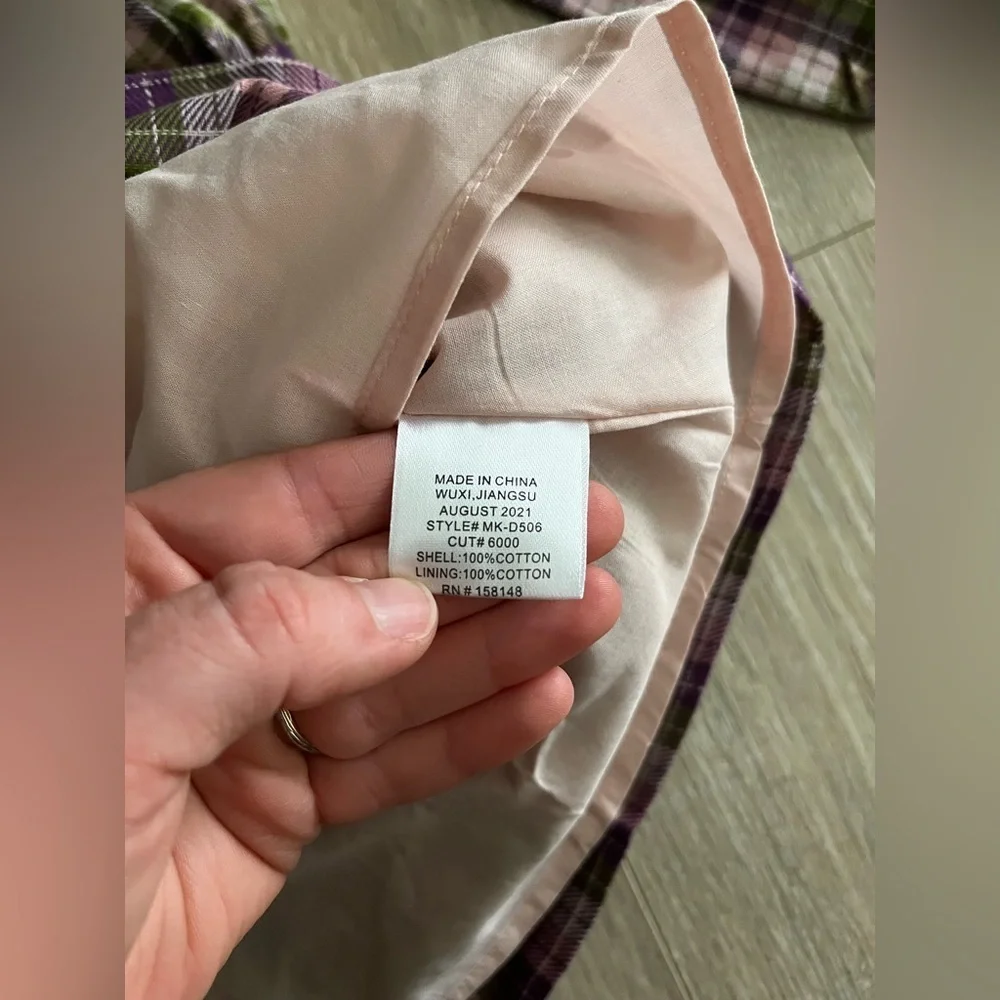 MADE IN CHINA
WUXI,JIANGSU
AUGUST 2021
STYLE# MK-D506
CUT# 6000
SHELL:100%COTTON
LINING:100%COTTON
RN # 158148